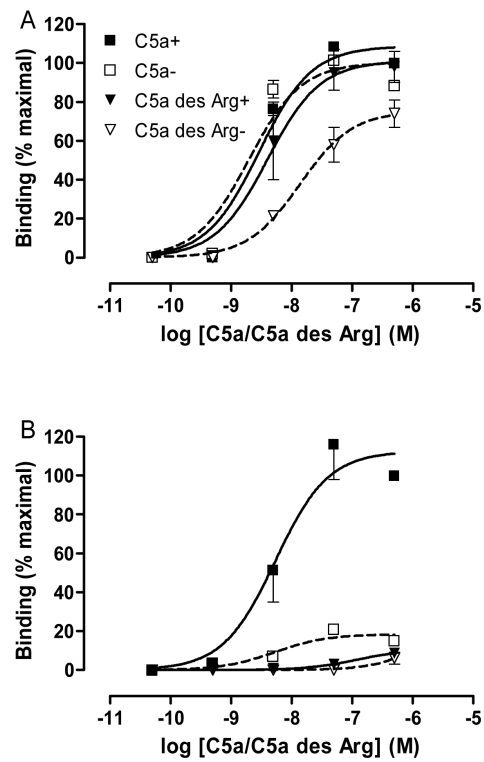 A
120
100
80
60
40
20
0
Binding (% maximal)
C5a+
C5a-
C5a des Arg+
C5a des Arg-
-11 -10 -9 -8 -7 -6 -5
log [C5a/C5a des Arg] (M)
B
120
100
80
60
40
20
0
Binding (% maximal)
-11 -10 -9 -8 -7 -6 -5
log [C5a/C5a des Arg] (M)